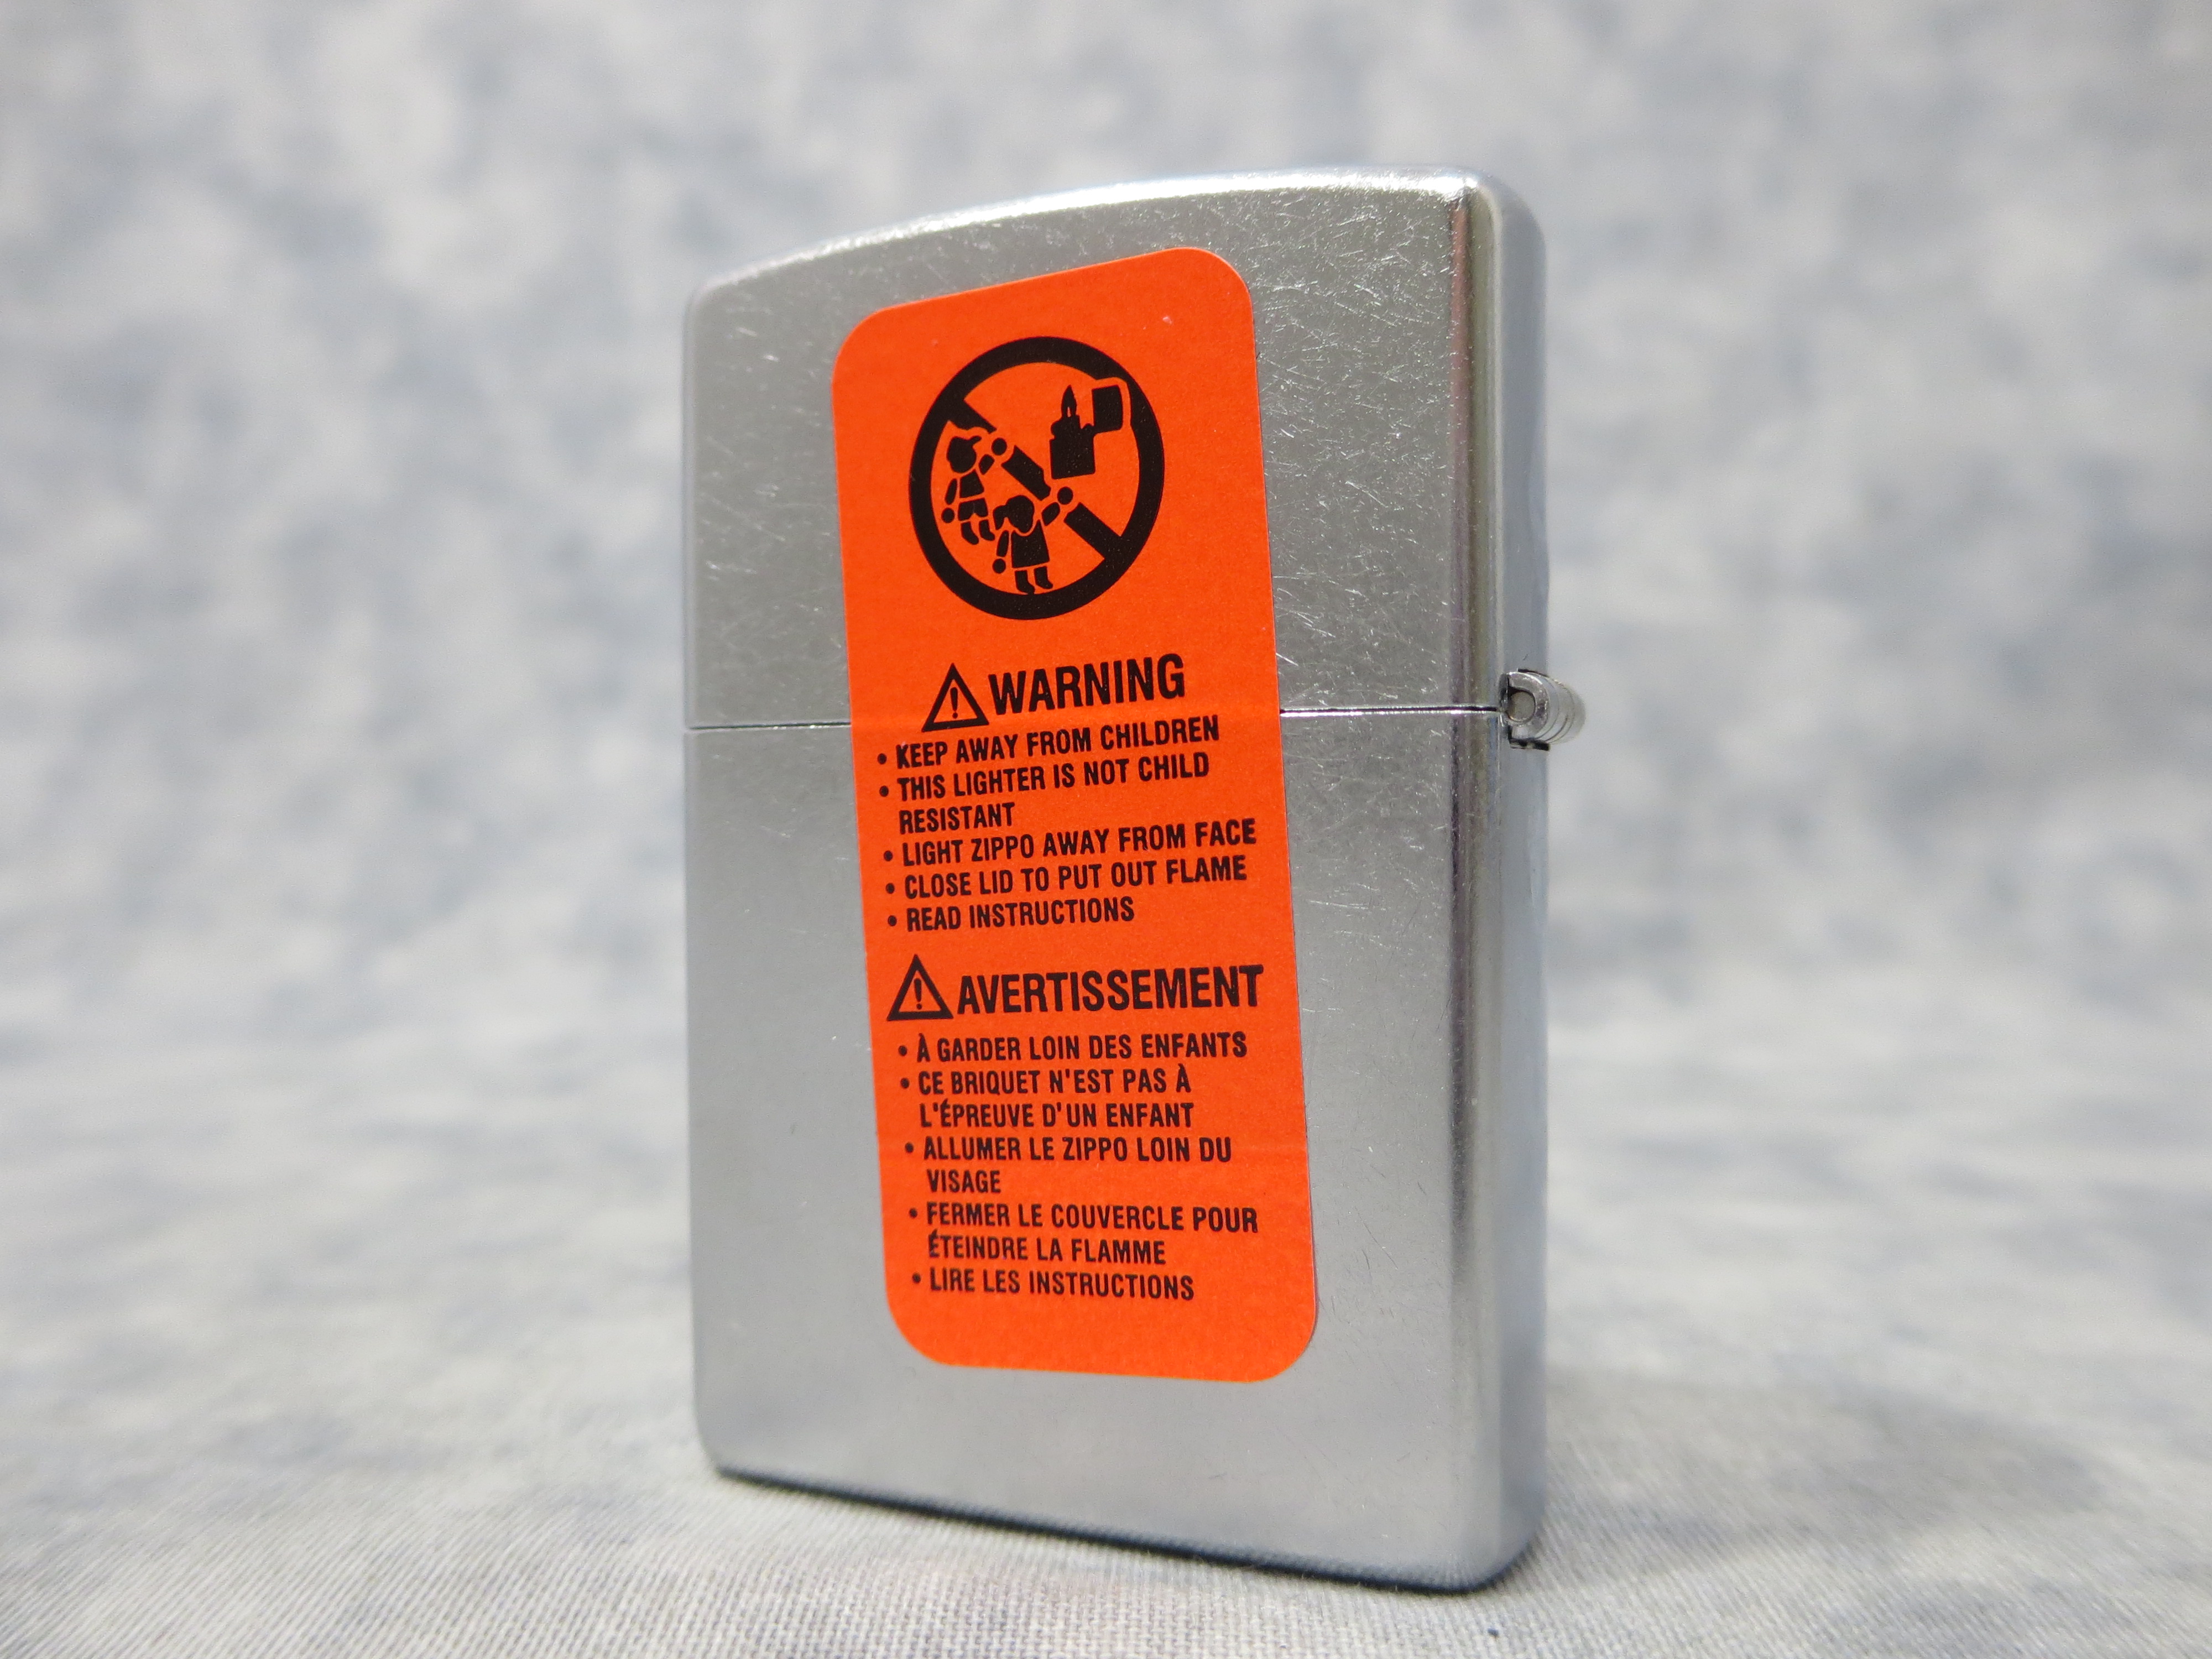 WARNING
• KEEP AWAY FROM CHILDREN
• THIS LIGHTER IS NOT CHILD
RESISTANT
• LIGHT ZIPPO AWAY FROM FACE
• CLOSE LID TO PUT OUT FLAME
• READ INSTRUCTIONS
AVERTISSEMENT
• À GARDER LOIN DES ENFANTS
• CE BRIQUET N'EST PAS À
L'ÉPREUVE D'UN ENFANT
• ALLUMER LE ZIPPO LOIN DU
VISAGE
• FERMER LE COUVERCLE POUR
ÉTEINDRE LA FLAMME
• LIRE LES INSTRUCTIONS